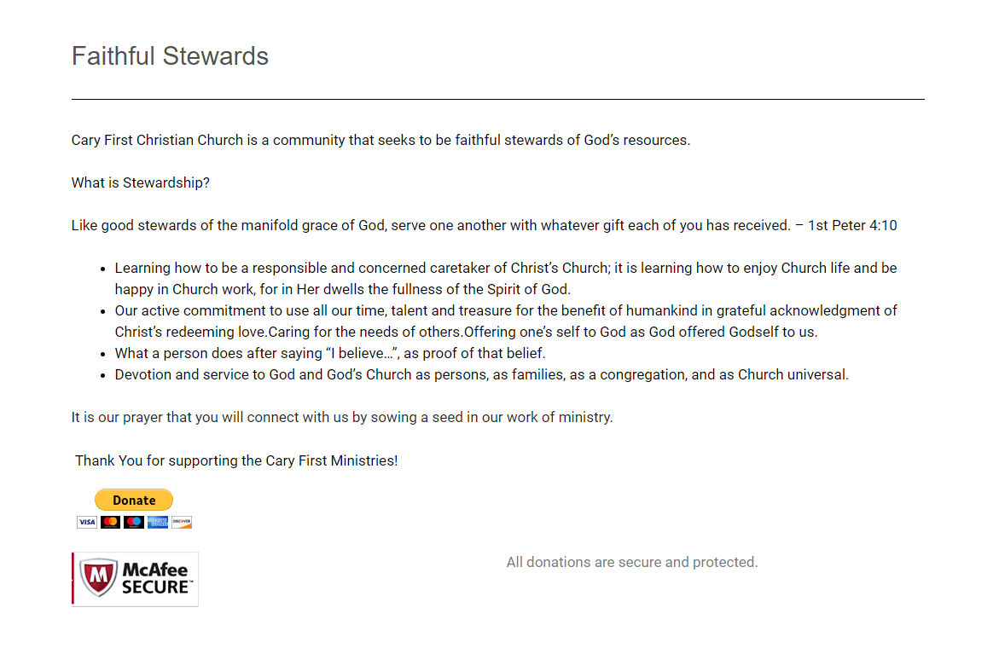 Faithful Stewards
Cary First Christian Church is a community that seeks to be faithful stewards of God’s resources.
What is Stewardship?
Like good stewards of the manifold grace of God, serve one another with whatever gift each of you has received. – 1st Peter 4:10
• Learning how to be a responsible and concerned caretaker of Christ’s Church; it is learning how to enjoy Church life and be
happy in Church work, for in Her dwells the fullness of the Spirit of God.
• Our active commitment to use all our time, talent and treasure for the benefit of humankind in grateful acknowledgment of
Christ’s redeeming love.Caring for the needs of others.Offering one’s self to God as God offered Godself to us.
• What a person does after saying “I believe…”, as proof of that belief.
• Devotion and service to God and God’s Church as persons, as families, as a congregation, and as Church universal.
It is our prayer that you will connect with us by sowing a seed in our work of ministry.
Thank You for supporting the Cary First Ministries!
Donate
VISA DISCOVER
McAfee
SECURE™
All donations are secure and protected.